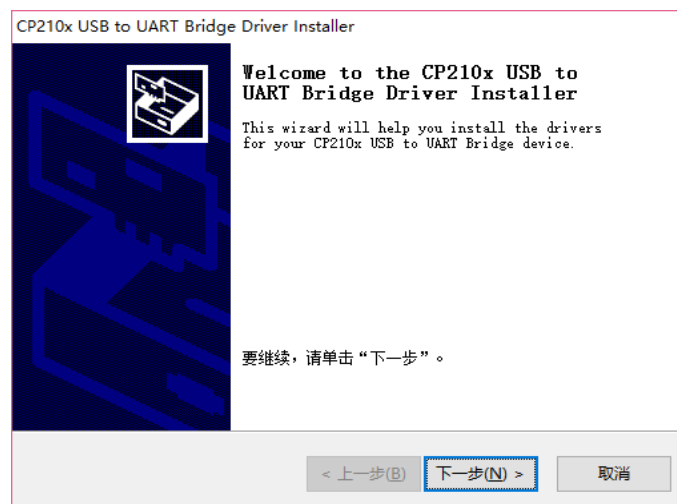 CP210x USB to UART Bridge Driver Installer
Welcome to the CP210x USB to
UART Bridge Driver Installer
This wizard will help you install the drivers
for your CP210x USB to UART Bridge device.
要继续，请单击“下一步”。
< 上一步(B)
下一步(N) >
取消